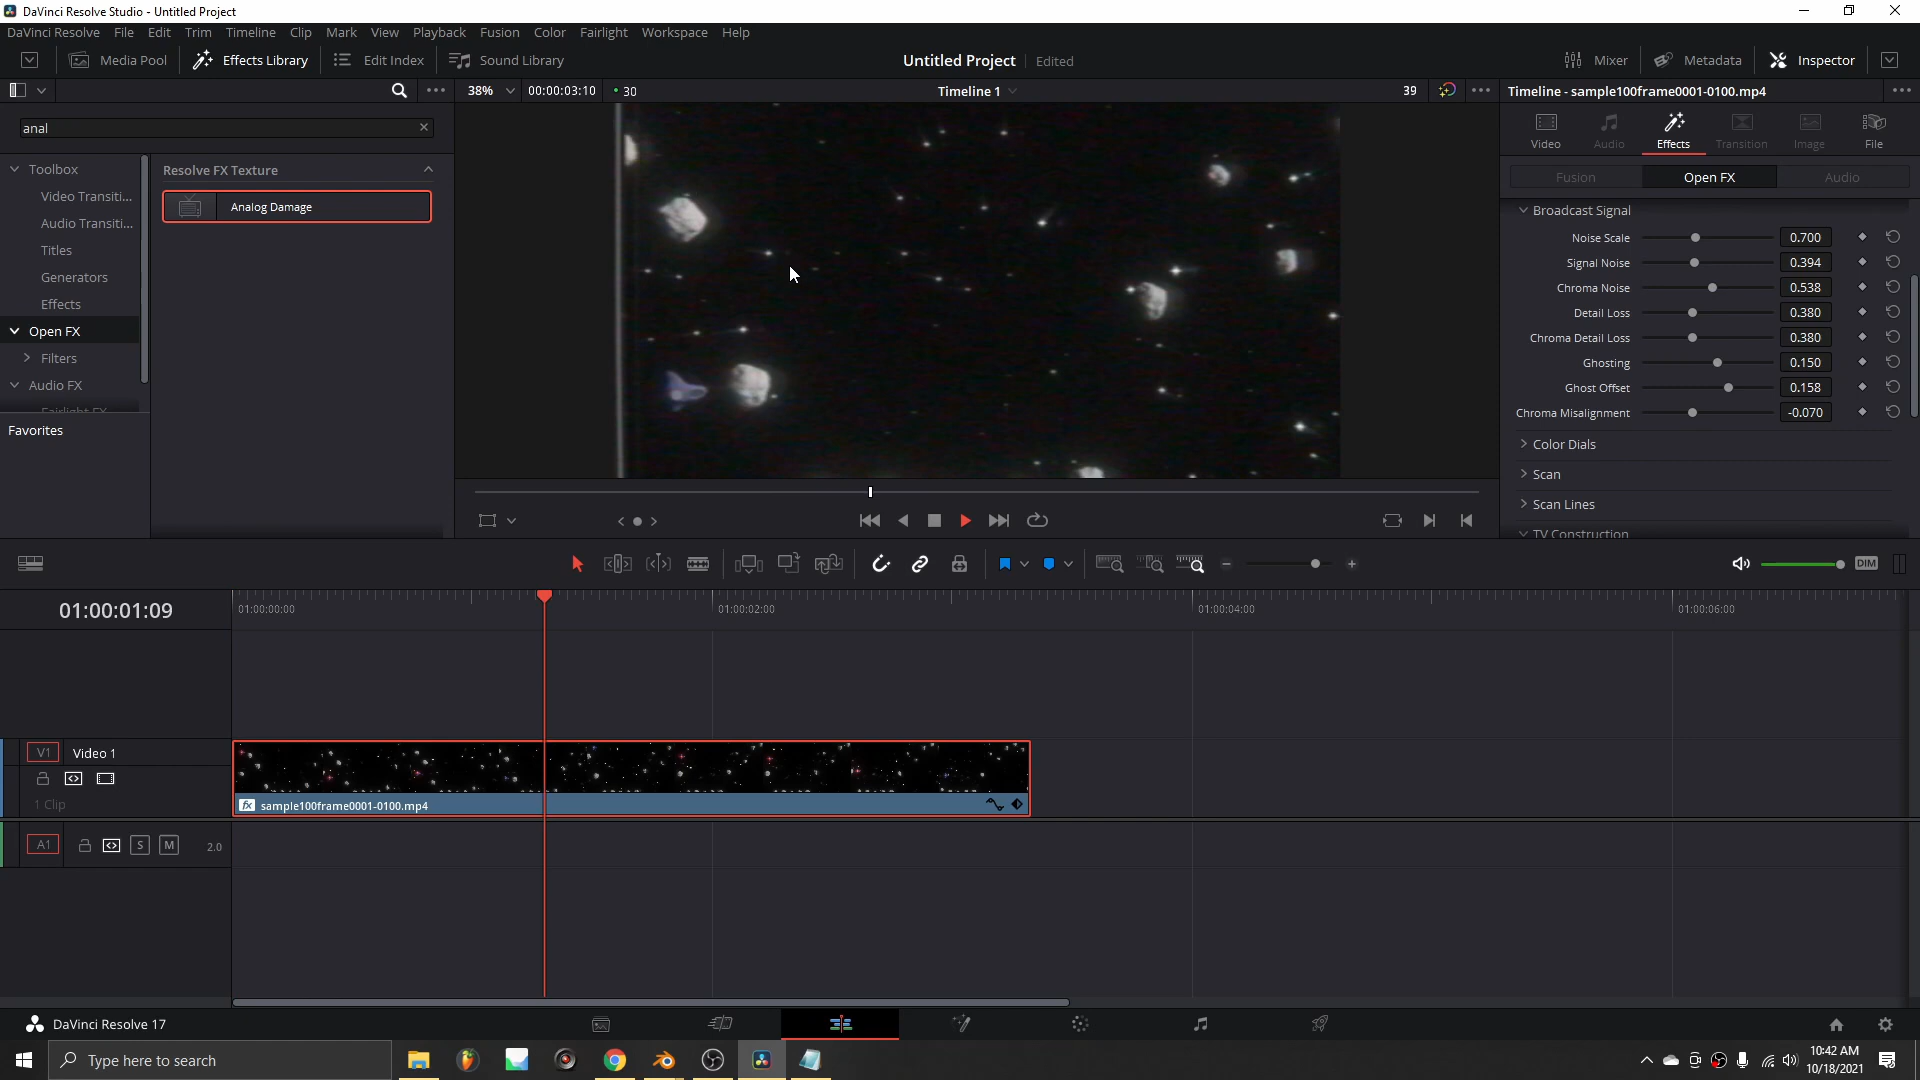 DaVinci Resolve Studio - Untitled Project
DaVinci Resolve File Edit Trim Timeline Clip Mark View Playback Fusion Color Fairlight Workspace Help
Media Pool Effects Library Edit Index Sound Library Untitled Project Edited Mixer Metadata Inspector
38% 00:00:03:10 30 Timeline 1 39 Timeline - sample100frame0001-0100.mp4
anal
Video Audio Effects Transition Image File
Toolbox
Video Transiti...
Audio Transiti...
Titles
Generators
Effects
Open FX
Filters
Audio FX
Fairlight FX
Favorites
Resolve FX Texture
Analog Damage
Fusion Open FX Audio
Broadcast Signal
Noise Scale 0.700
Signal Noise 0.394
Chroma Noise 0.538
Detail Loss 0.380
Chroma Detail Loss 0.380
Ghosting 0.150
Ghost Offset 0.158
Chroma Misalignment -0.070
Color Dials
Scan
Scan Lines
TV Construction
DIM
01:00:01:09
01:00:00:00 01:00:02:00 01:00:04:00 01:00:06:00
V1 Video 1
1 Clip
fx sample100frame0001-0100.mp4
A1 S M 2.0
DaVinci Resolve 17
Type here to search
10:42 AM
10/18/2021